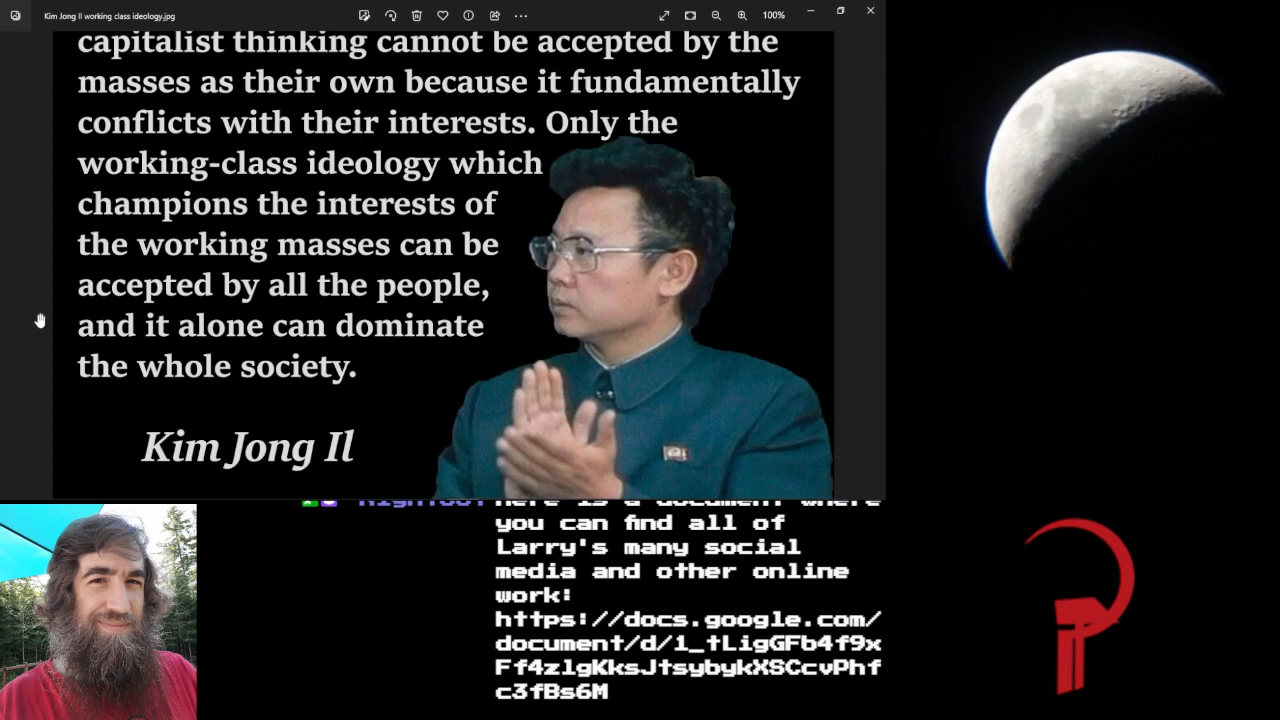 Kim Jong Il working class ideology.jpg
100%
capitalist thinking cannot be accepted by the
masses as their own because it fundamentally
conflicts with their interests. Only the
working-class ideology which
champions the interests of
the working masses can be
accepted by all the people,
and it alone can dominate
the whole society.
Kim Jong Il
here is a document where
you can find all of
Larry's many social
media and other online
work:
https://docs.google.com/
document/d/1_tLigGFb4f9x
Ff4zlgKksJtsybykXSCcvPhf
c3fBs6M